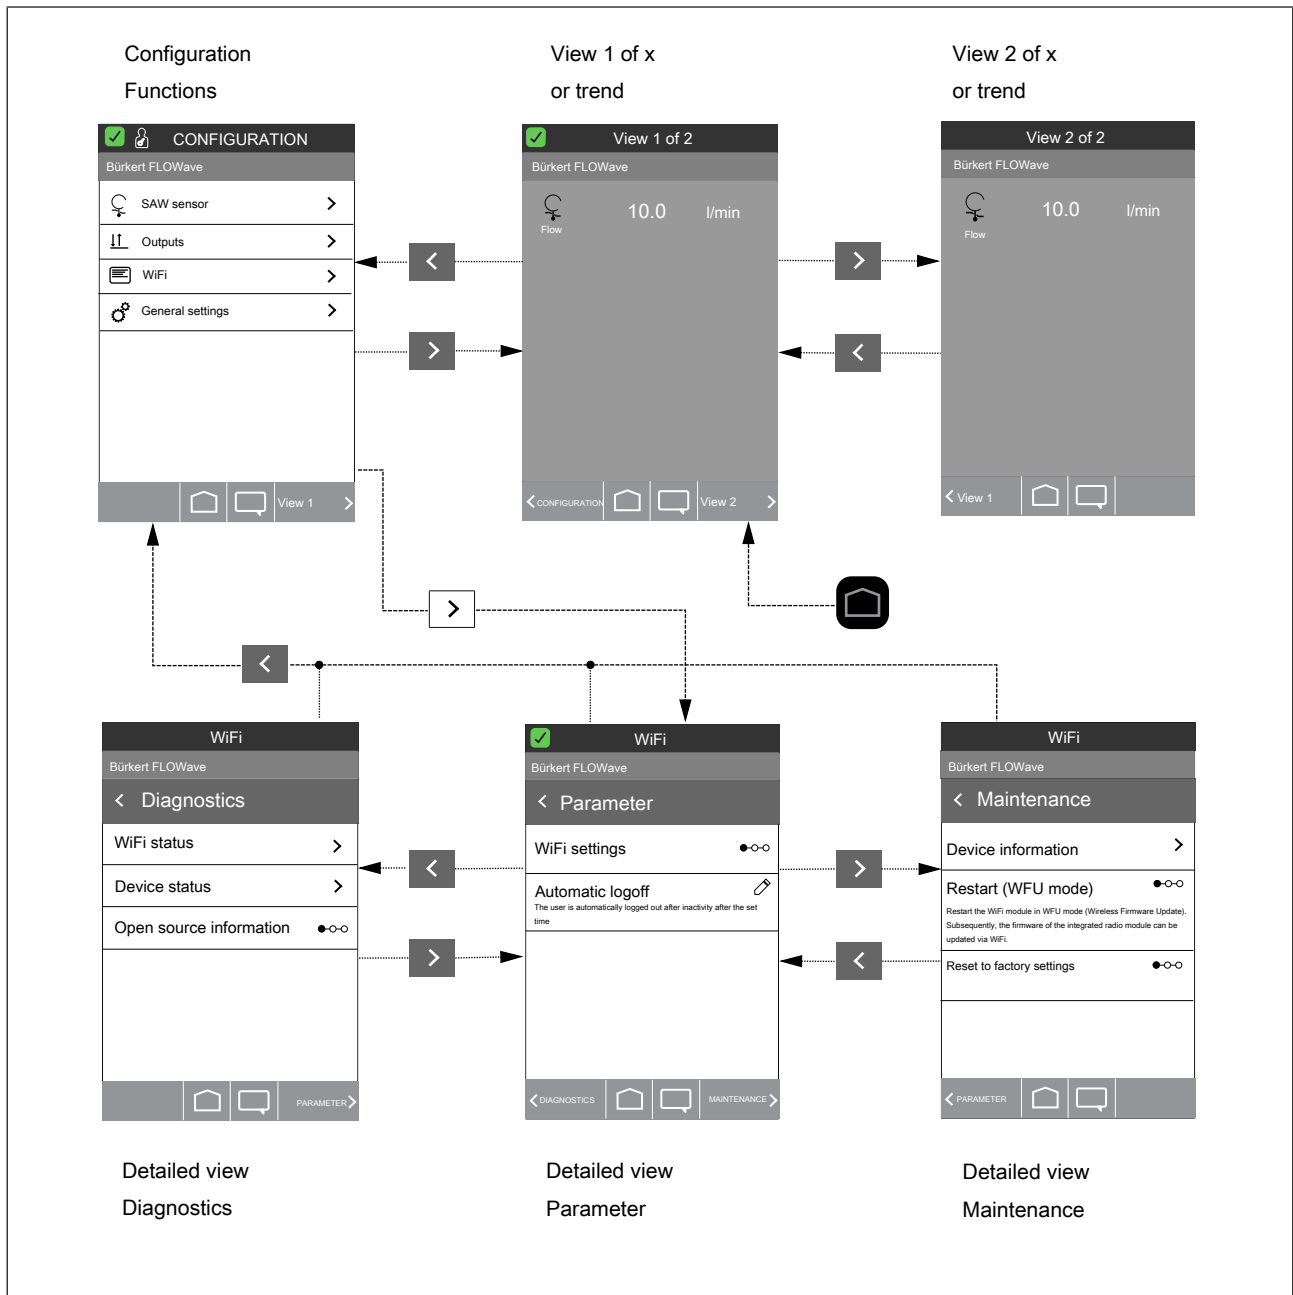 Configuration
Functions
View 1 of x
or trend
View 2 of x
or trend
CONFIGURATION
Bürkert FLOWave
SAW sensor
Outputs
WiFi
General settings
View 1
View 1 of 2
Bürkert FLOWave
10.0 l/min
Flow
CONFIGURATION
View 2
View 2 of 2
Bürkert FLOWave
10.0 l/min
Flow
View 1
WiFi
Bürkert FLOWave
Diagnostics
WiFi status
Device status
Open source information
PARAMETER
WiFi
Bürkert FLOWave
Parameter
WiFi settings
Automatic logoff
The user is automatically logged out after inactivity after the set
time
DIAGNOSTICS
MAINTENANCE
WiFi
Bürkert FLOWave
Maintenance
Device information
Restart (WFU mode)
Restart the WiFi module in WFU mode (Wireless Firmware Update).
Subsequently, the firmware of the integrated radio module can be
updated via WiFi.
Reset to factory settings
PARAMETER
Detailed view
Diagnostics
Detailed view
Parameter
Detailed view
Maintenance